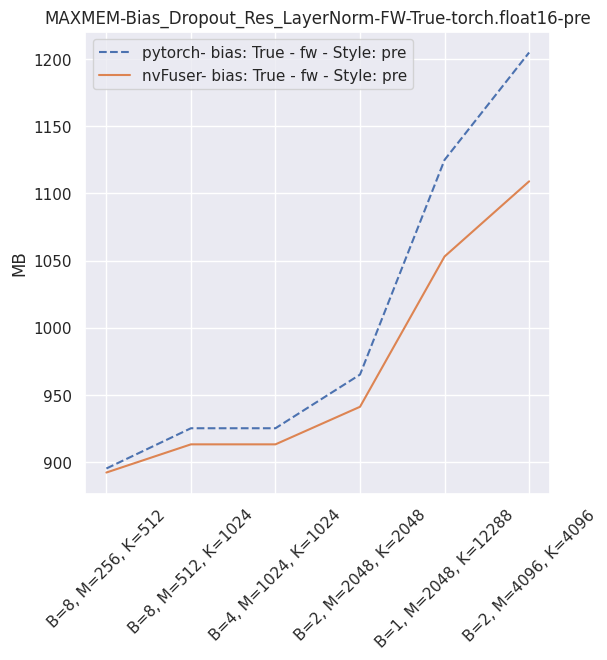 MAXMEM-Bias_Dropout_Res_LayerNorm-FW-True-torch.float16-pre
pytorch- bias: True - fw - Style: pre
nvFuser- bias: True - fw - Style: pre
MB
1200
1150
1100
1050
1000
950
900
B=8, M=256, K=512
B=8, M=512, K=1024
B=4, M=1024, K=1024
B=2, M=2048, K=2048
B=1, M=2048, K=12288
B=2, M=4096, K=4096